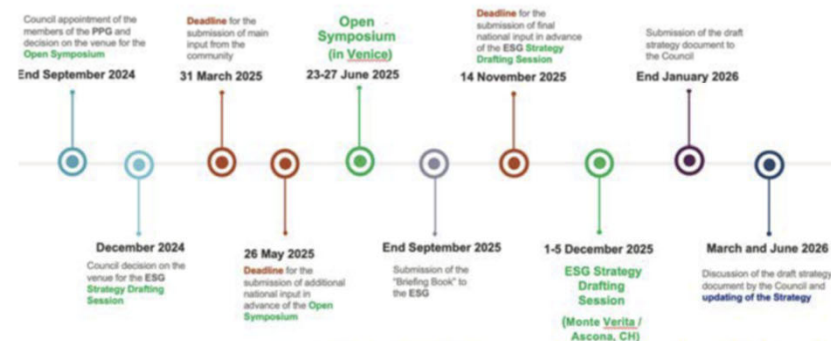 Council appointment of the
members of the PPG and
decision on the venue for the
Open Symposium
End September 2024
Deadline for the
submission of main
input from the
community
31 March 2025
Open
Symposium
(in Venice)
23-27 June 2025
Deadline for the
submission of final
national input in advance
of the ESG Strategy
Drafting Session
14 November 2025
Submission of the draft
strategy document to
the Council
End January 2026
December 2024
Council decision on the
venue for the ESG
Strategy Drafting
Session
26 May 2025
Deadline for the
submission of additional
national input in
advance of the Open
Symposium
End September 2025
Submission of the
"Briefing Book" to
the ESG
1-5 December 2025
ESG Strategy
Drafting
Session
(Monte Verita /
Ascona, CH)
March and June 2026
Discussion of the draft strategy
document by the Council and
updating of the Strategy